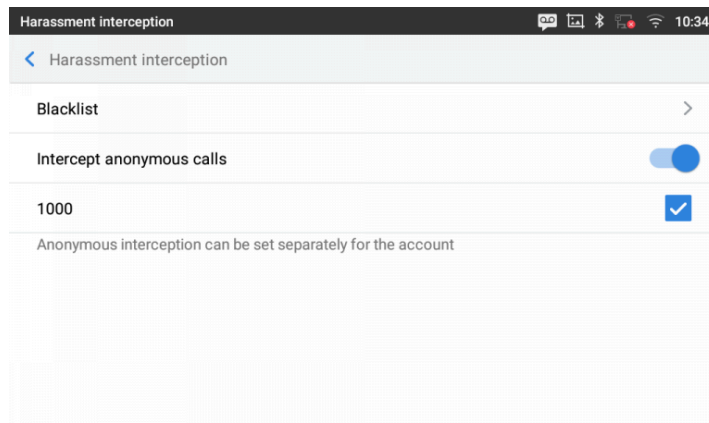 Harassment interception 10:34
Harassment interception
Blacklist
Intercept anonymous calls
1000
Anonymous interception can be set separately for the account